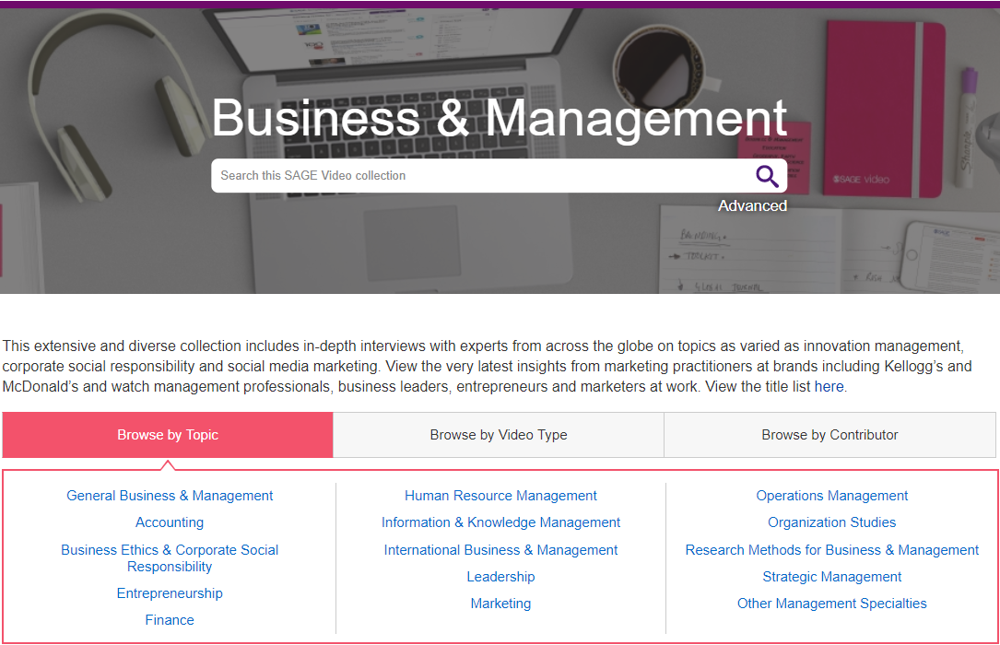 Business & Management
Search this SAGE Video collection
Advanced
SAGE video
BRANDING
TOOLKIT
This extensive and diverse collection includes in-depth interviews with experts from across the globe on topics as varied as innovation management,
corporate social responsibility and social media marketing. View the very latest insights from marketing practitioners at brands including Kellogg’s and
McDonald’s and watch management professionals, business leaders, entrepreneurs and marketers at work. View the title list here.
Browse by Topic
Browse by Video Type
Browse by Contributor
General Business & Management
Accounting
Business Ethics & Corporate Social
Responsibility
Entrepreneurship
Finance
Human Resource Management
Information & Knowledge Management
International Business & Management
Leadership
Marketing
Operations Management
Organization Studies
Research Methods for Business & Management
Strategic Management
Other Management Specialties